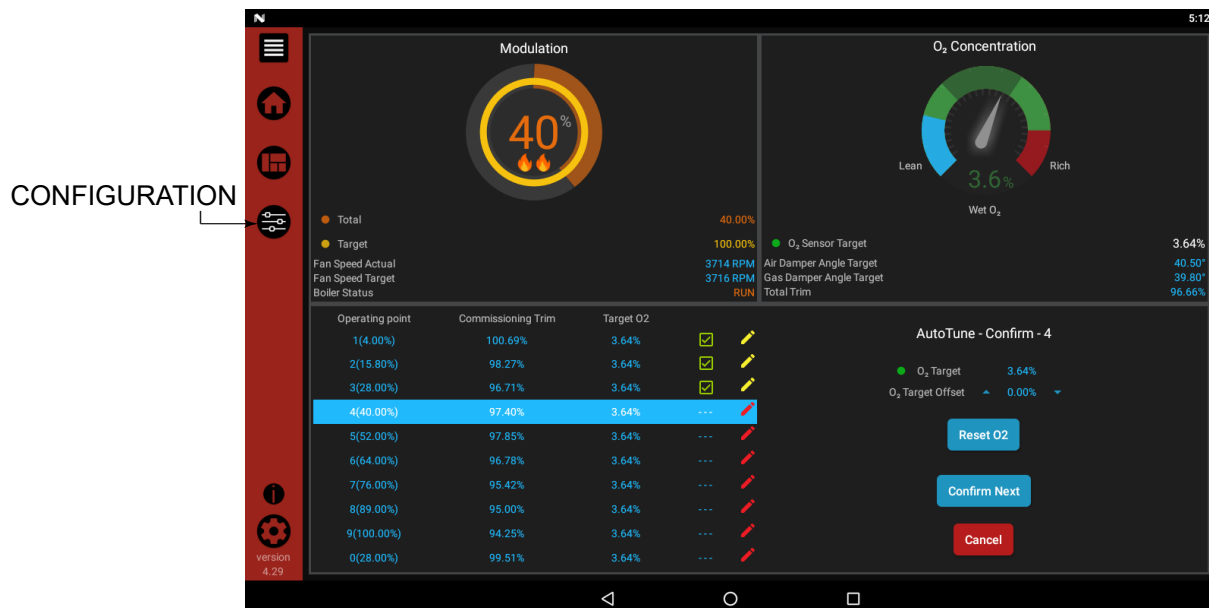 5:12
CONFIGURATION
version
4.29
Modulation
40%
Total 40.00%
Target 100.00%
Fan Speed Actual 3714 RPM
Fan Speed Target 3716 RPM
Boiler Status RUN
O₂ Concentration
Lean Rich
3.6%
Wet O₂
O₂ Sensor Target 3.64%
Air Damper Angle Target 40.50°
Gas Damper Angle Target 39.80°
Total Trim 96.66%
Operating point Commissioning Trim Target O2
1(4.00%) 100.69% 3.64%
2(15.80%) 98.27% 3.64%
3(28.00%) 96.71% 3.64%
4(40.00%) 97.40% 3.64% ---
5(52.00%) 97.85% 3.64% ---
6(64.00%) 96.78% 3.64% ---
7(76.00%) 95.42% 3.64% ---
8(89.00%) 95.00% 3.64% ---
9(100.00%) 94.25% 3.64% ---
0(28.00%) 99.51% 3.64% ---
AutoTune - Confirm - 4
O₂ Target 3.64%
O₂ Target Offset 0.00%
Reset O2
Confirm Next
Cancel